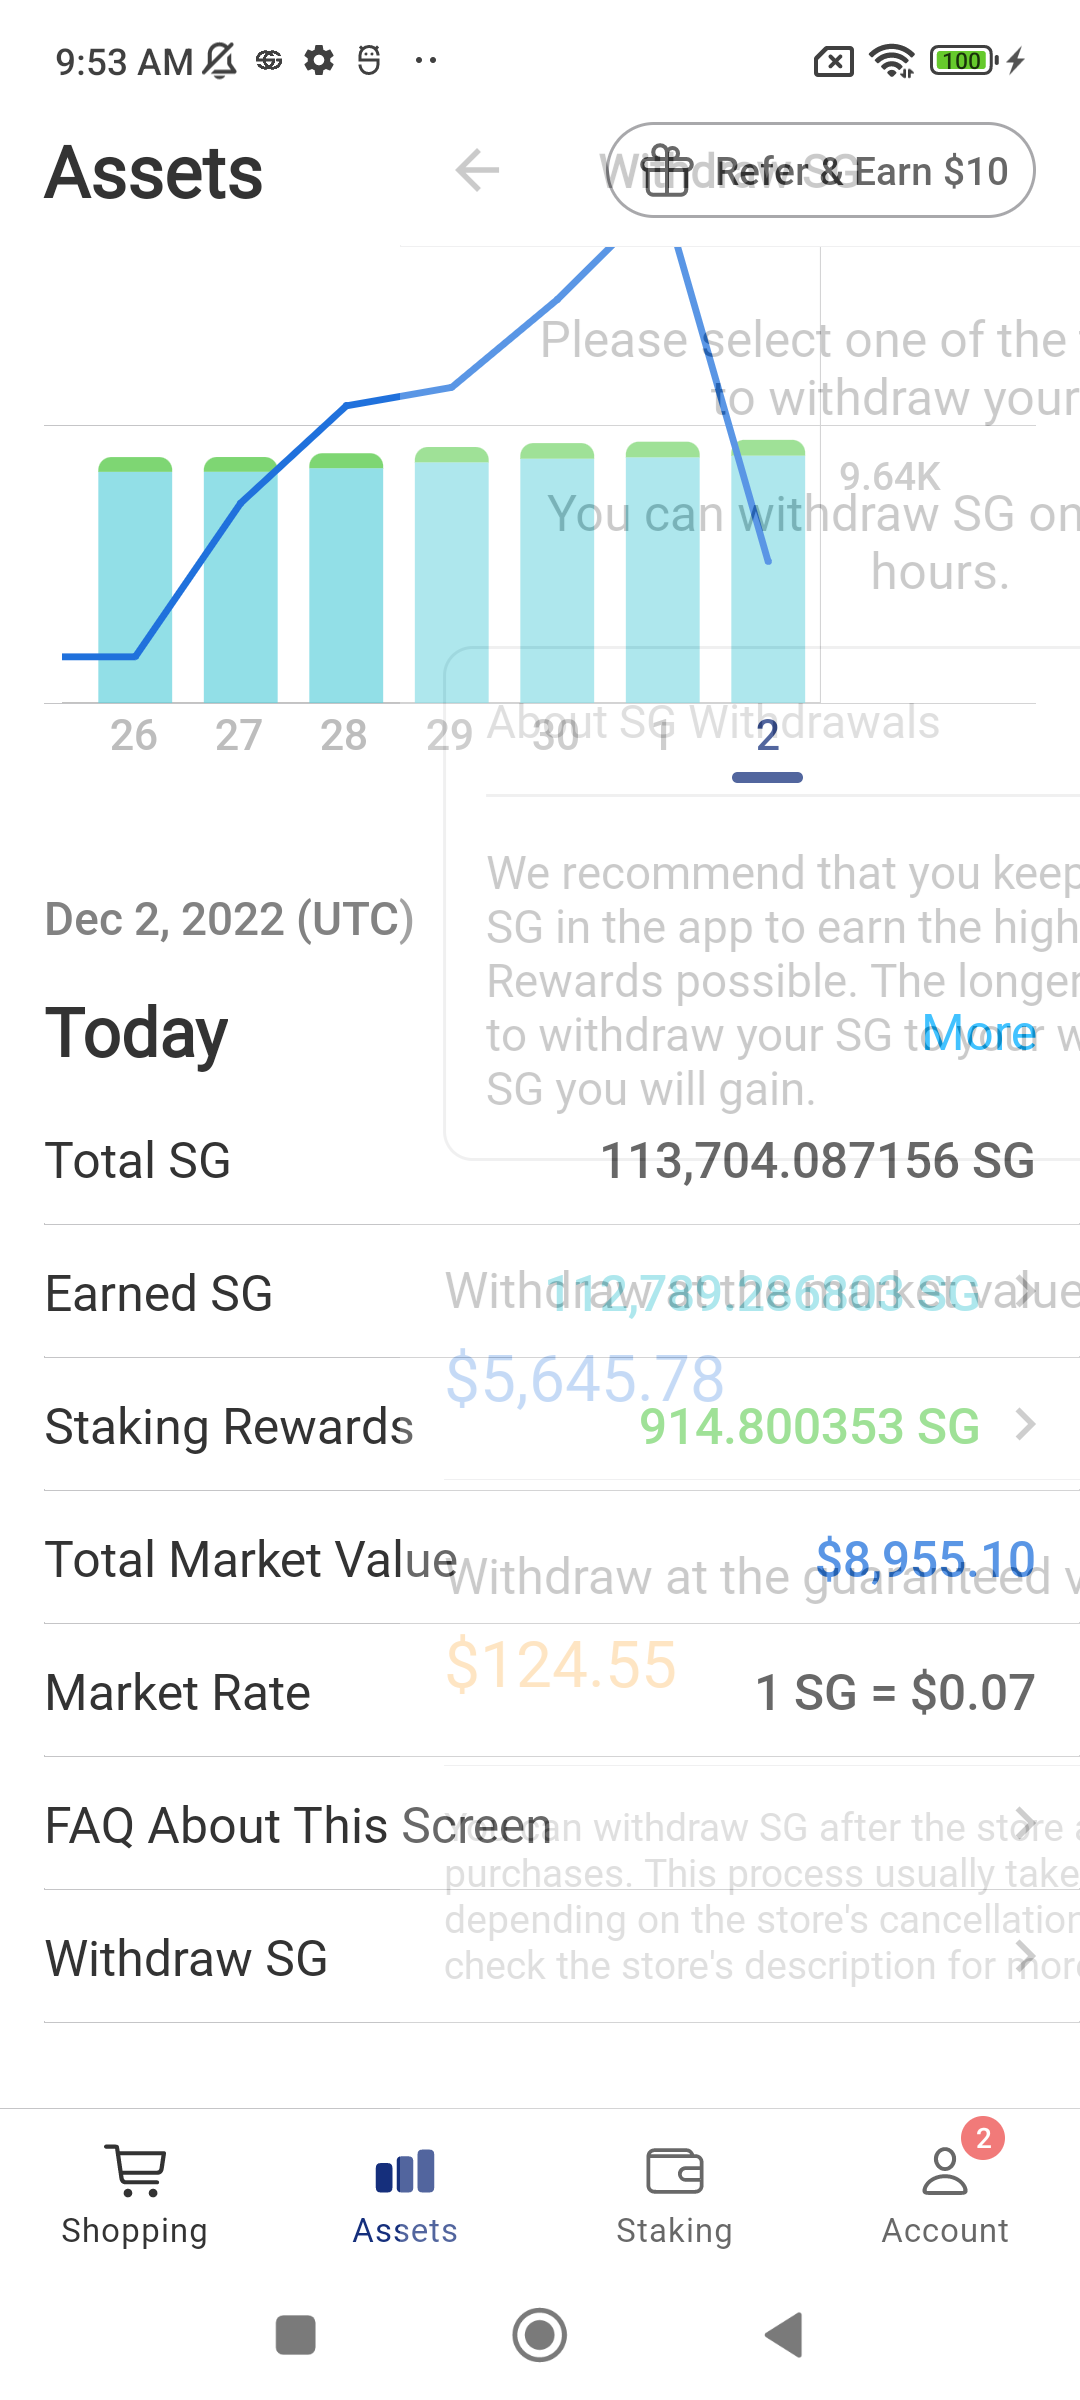 9:53 AM
100
Assets
Withdraw SG
Refer & Earn $10
Please select one of the
to withdraw your
9.64K
You can withdraw SG on
hours.
26 27 28 29 30 1 2
About SG Withdrawals
We recommend that you keep
SG in the app to earn the high
Rewards possible. The longer
to withdraw your SG to your w
SG you will gain.
Dec 2, 2022 (UTC)
Today
More
Total SG
113,704.087156 SG
Earned SG
112,789.286803 SG
Withdraw at the market value
$5,645.78
Staking Rewards
914.800353 SG
Total Market Value
$8,955.10
Withdraw at the guaranteed v
$124.55
Market Rate
1 SG = $0.07
FAQ About This Screen
You can withdraw SG after the store a
purchases. This process usually take
depending on the store's cancellation
check the store's description for more
Withdraw SG
2
Shopping
Assets
Staking
Account